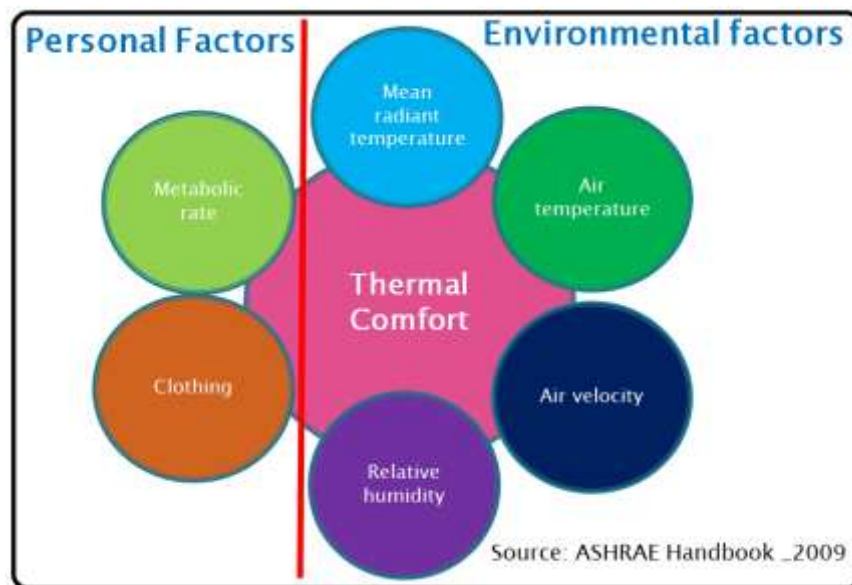 Personal Factors
Environmental factors
Mean
radiant
temperature
Metabolic
rate
Air
temperature
Thermal
Comfort
Clothing
Air velocity
Relative
humidity
Source: ASHRAE Handbook _2009